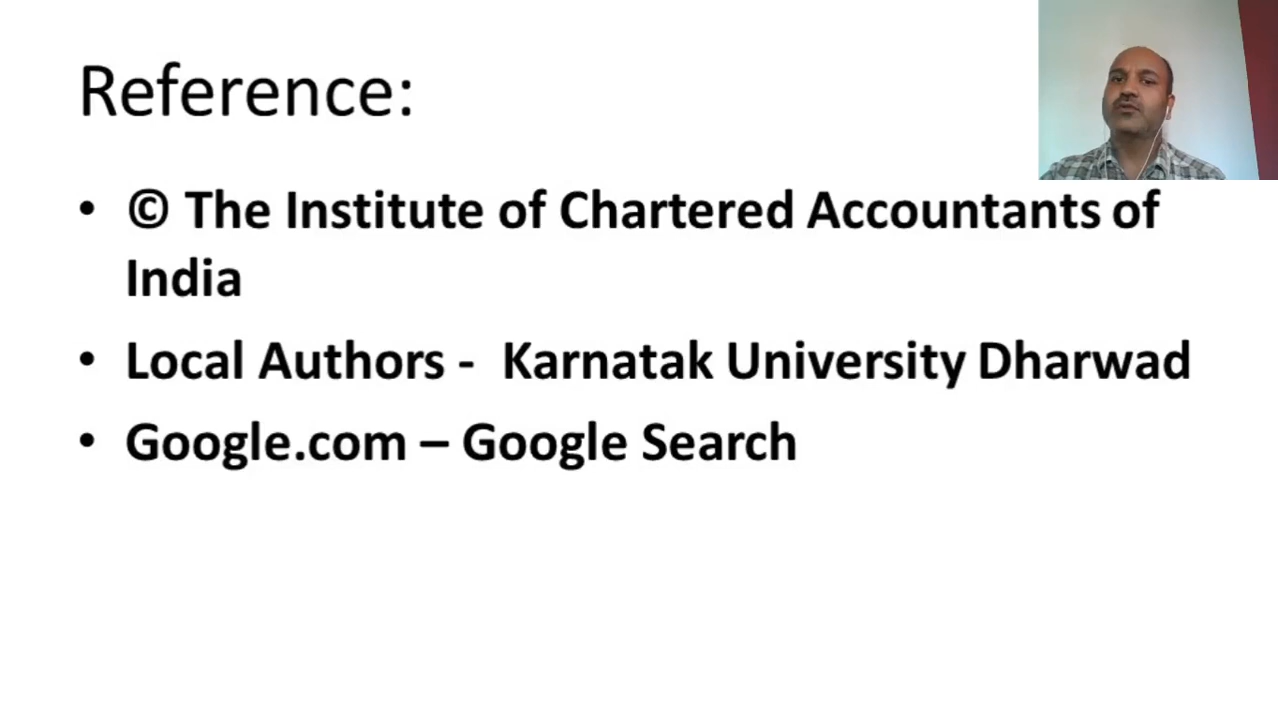 Reference:
• © The Institute of Chartered Accountants of
India
• Local Authors - Karnatak University Dharwad
• Google.com – Google Search